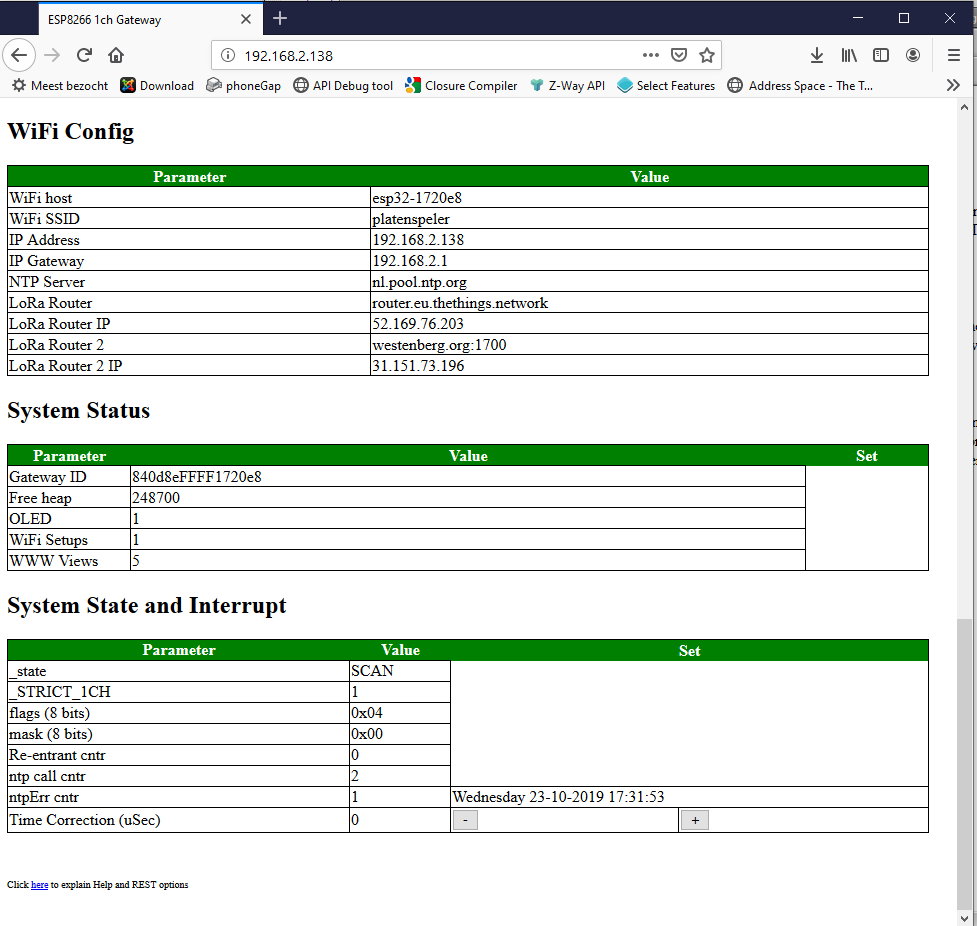 ESP8266 1ch Gateway
192.168.2.138
Meest bezocht Download phoneGap API Debug tool Closure Compiler Z-Way API Select Features Address Space - The T...
WiFi Config
Parameter Value
WiFi host esp32-1720e8
WiFi SSID platenspeler
IP Address 192.168.2.138
IP Gateway 192.168.2.1
NTP Server nl.pool.ntp.org
LoRa Router router.eu.thethings.network
LoRa Router IP 52.169.76.203
LoRa Router 2 westenberg.org:1700
LoRa Router 2 IP 31.151.73.196
System Status
Parameter Value Set
Gateway ID 840d8eFFFF1720e8
Free heap 248700
OLED 1
WiFi Setups 1
WWW Views 5
System State and Interrupt
Parameter Value Set
_state SCAN
_STRICT_1CH 1
flags (8 bits) 0x04
mask (8 bits) 0x00
Re-entrant cntr 0
ntp call cntr 2
ntpErr cntr 1 Wednesday 23-10-2019 17:31:53
Time Correction (uSec) 0 - +
Click here to explain Help and REST options